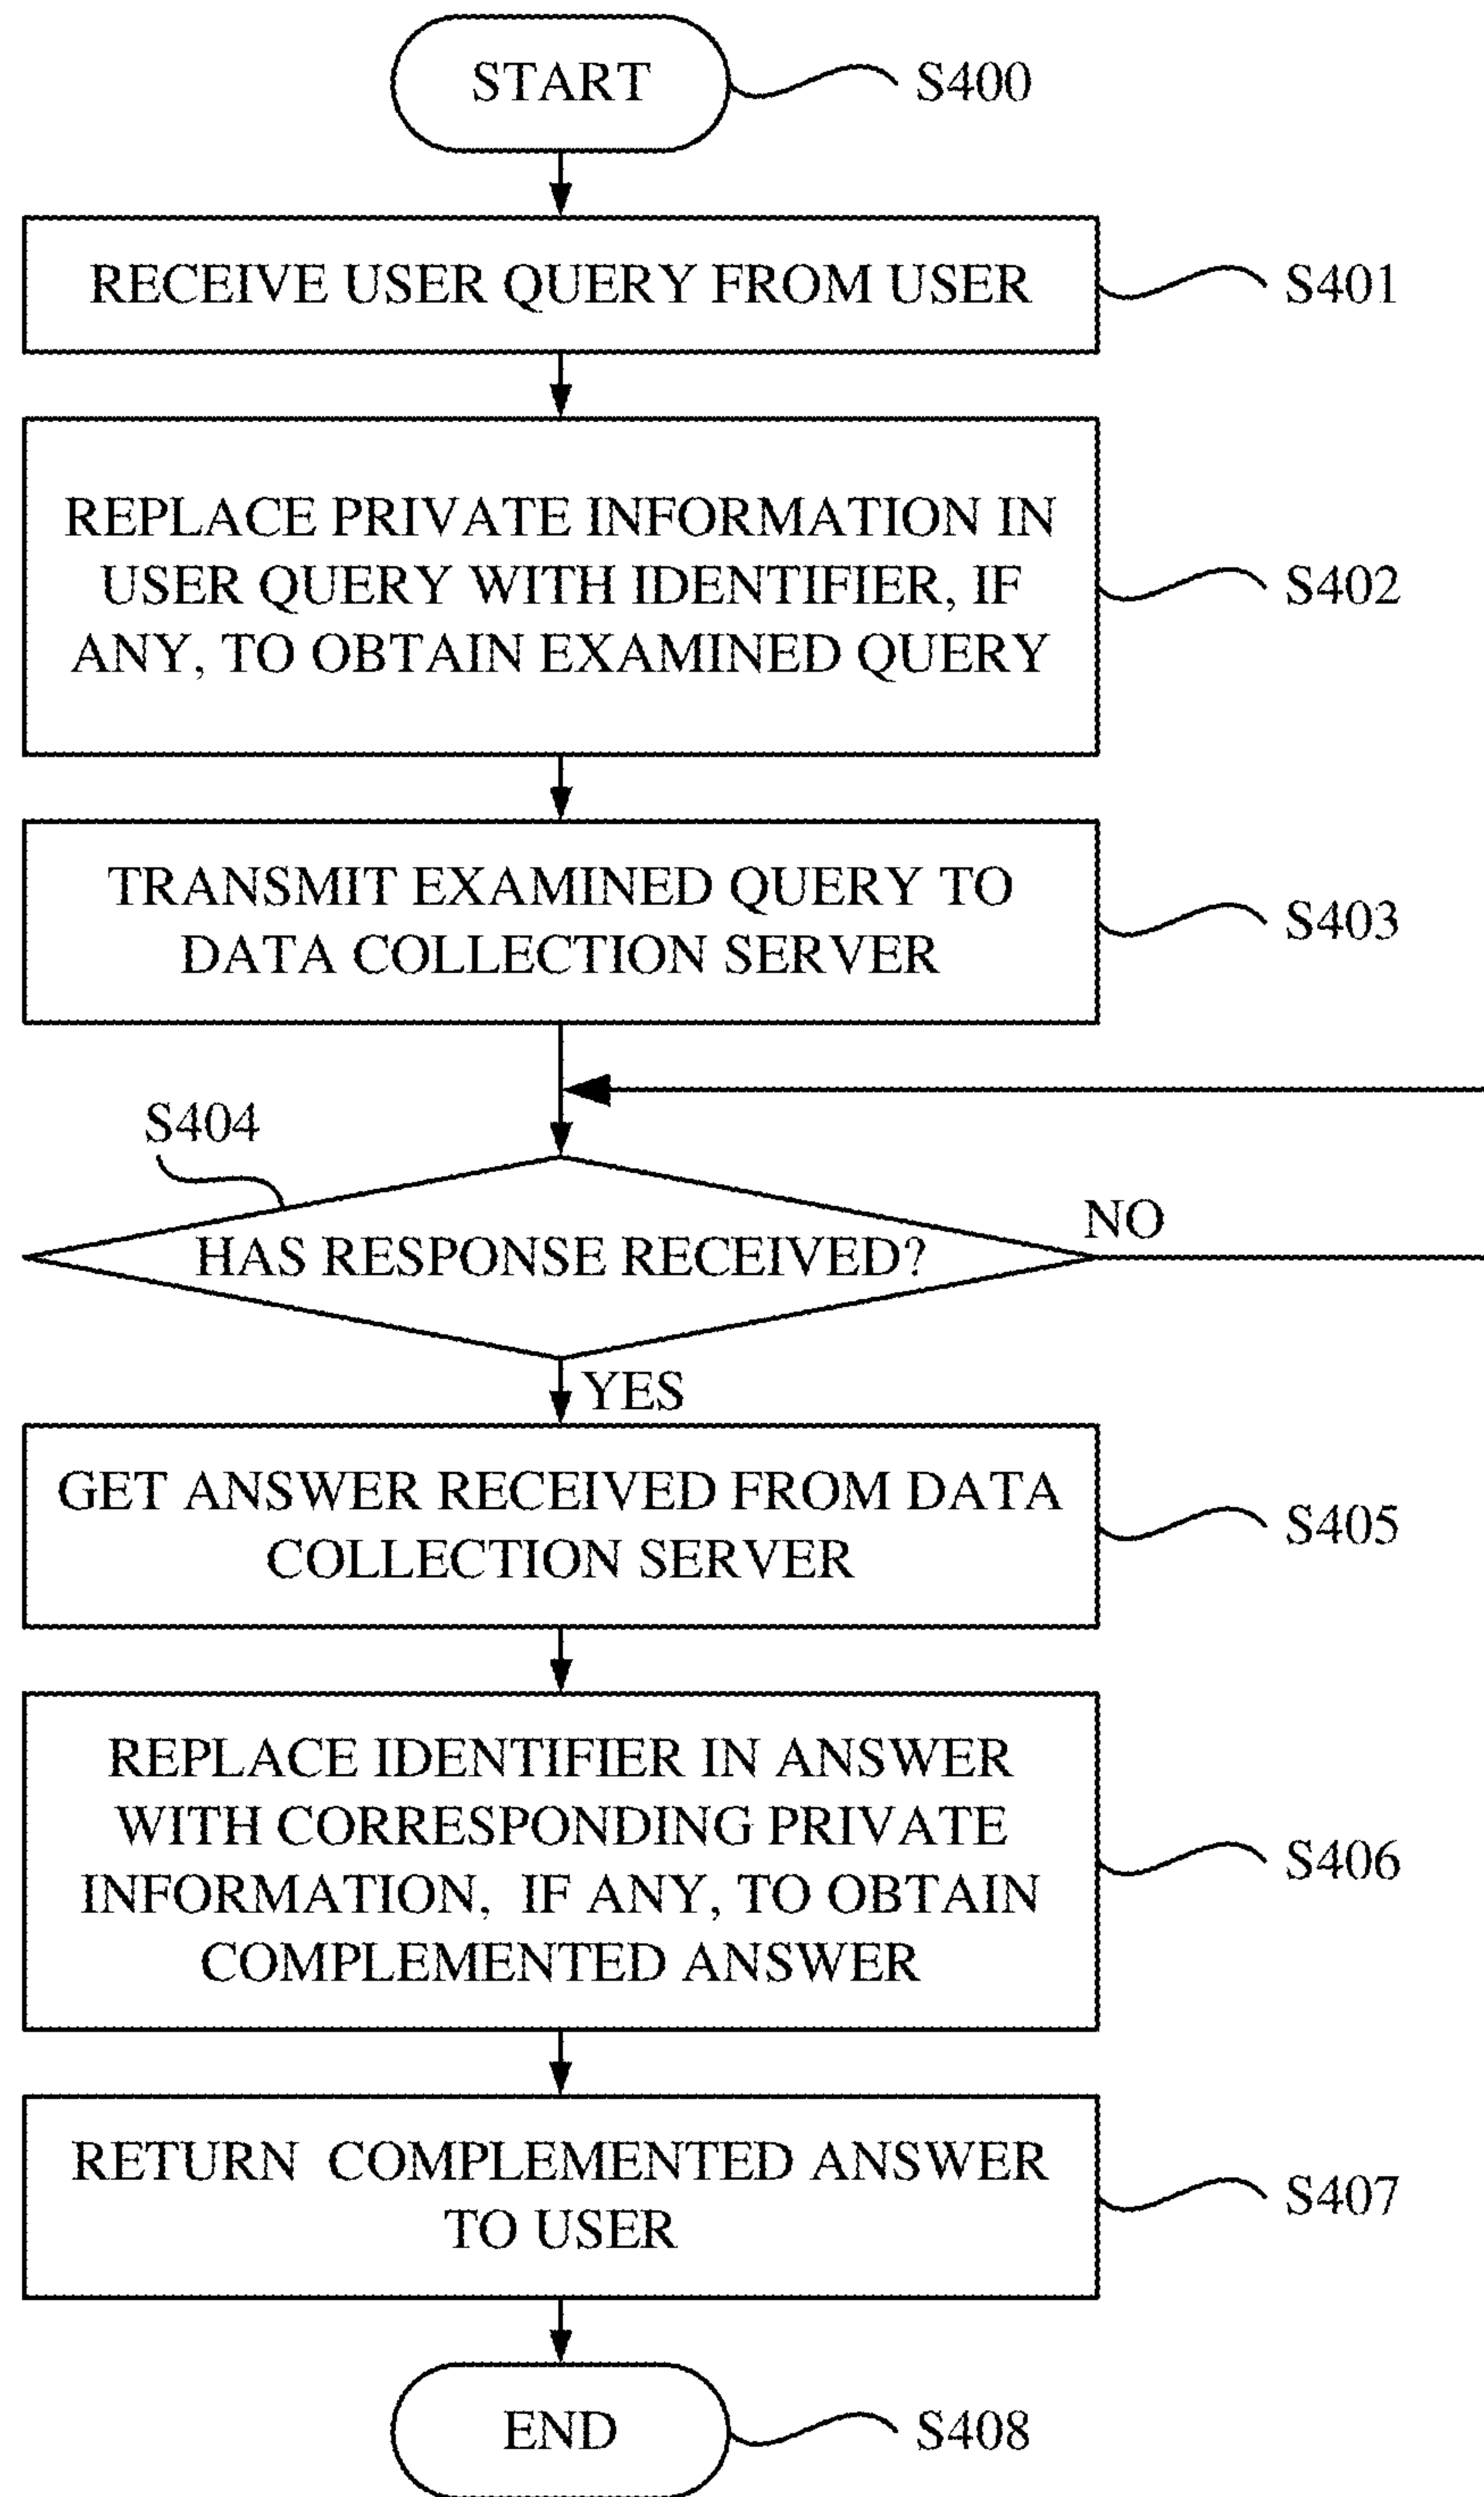 START
S400
RECEIVE USER QUERY FROM USER
S401
REPLACE PRIVATE INFORMATION IN
USER QUERY WITH IDENTIFIER, IF
ANY, TO OBTAIN EXAMINED QUERY
S402
TRANSMIT EXAMINED QUERY TO
DATA COLLECTION SERVER
S403
S404
HAS RESPONSE RECEIVED?
NO
YES
GET ANSWER RECEIVED FROM DATA
COLLECTION SERVER
S405
REPLACE IDENTIFIER IN ANSWER
WITH CORRESPONDING PRIVATE
INFORMATION, IF ANY, TO OBTAIN
COMPLEMENTED ANSWER
S406
RETURN COMPLEMENTED ANSWER
TO USER
S407
END
S408